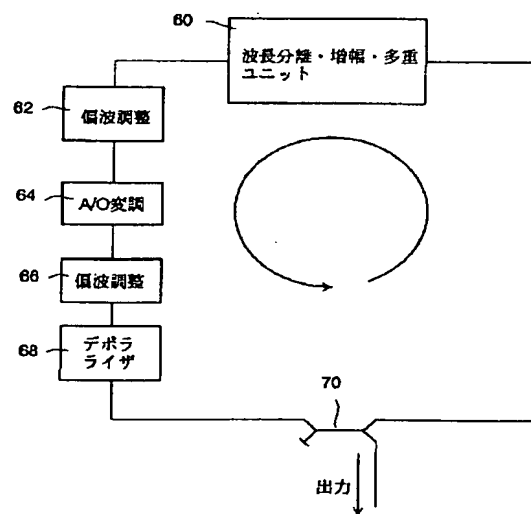 60
波長分離・増幅・多重
ユニット
62
偏波調整
64
A/O変調
66
偏波調整
68
デポラ
ライザ
70
出力